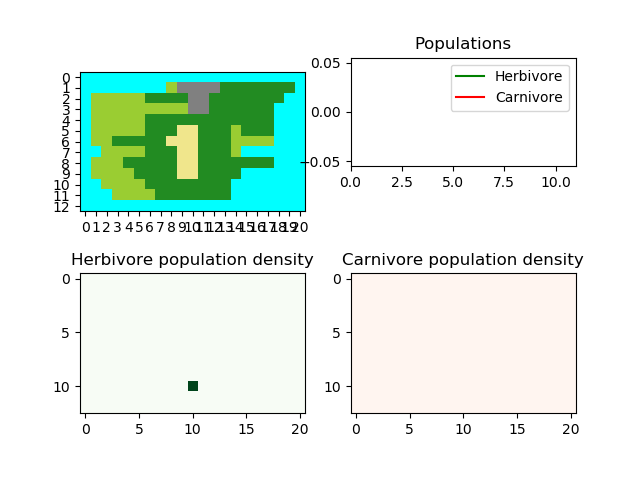 Populations
0
1
2
3
4
5
6
7
8
9
10
11
12
0 1 2 3 4 5 6 7 8 9 10 11 12 13 14 15 16 17 18 19 20
0.05
0.00
−0.05
Herbivore
Carnivore
0.0 2.5 5.0 7.5 10.0
Herbivore population density
0
5
10
0 5 10 15 20
Carnivore population density
0
5
10
0 5 10 15 20